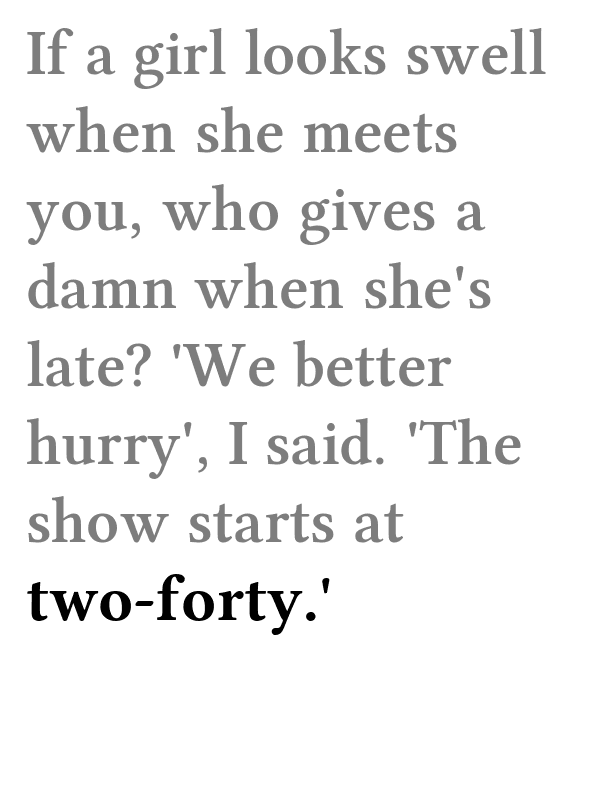 If a girl looks swell
when she meets
you, who gives a
damn when she's
late? 'We better
hurry', I said. 'The
show starts at
two-forty.'